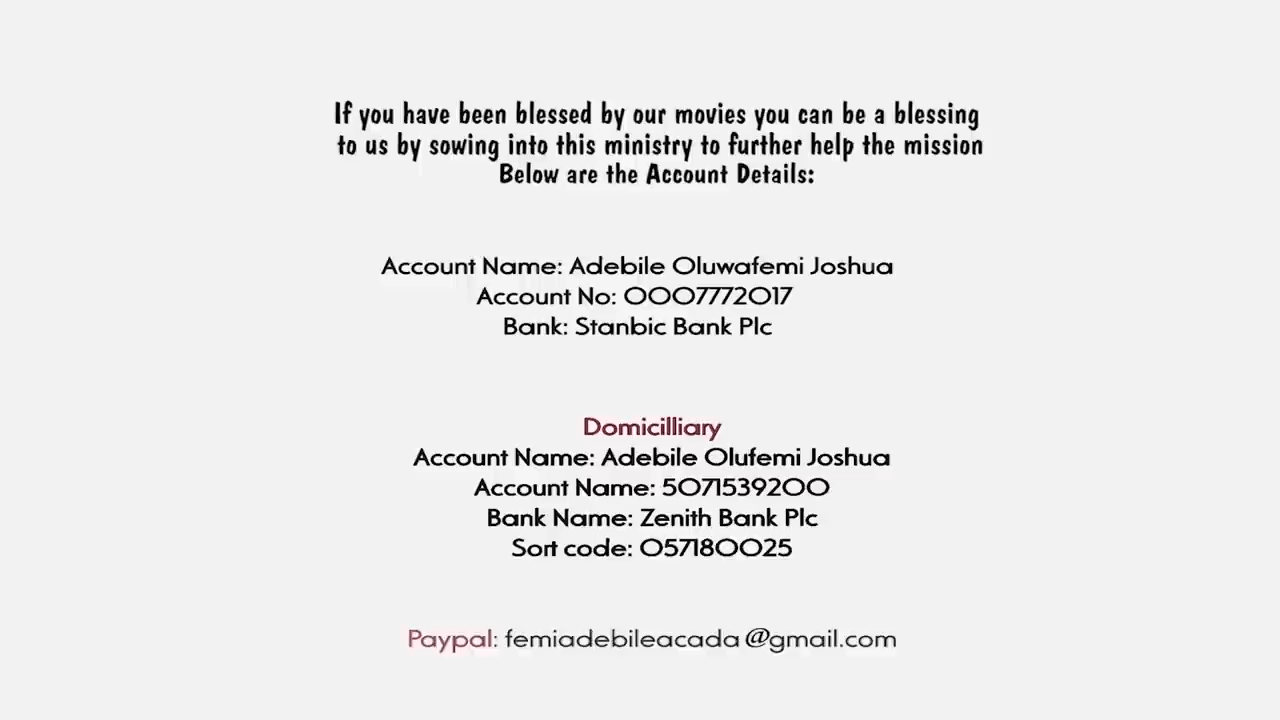 If you have been blessed by our movies you can be a blessing
to us by sowing into this ministry to further help the mission
Below are the Account Details:
Account Name: Adebile Oluwafemi Joshua
Account No: 0007772017
Bank: Stanbic Bank Plc
Domicilliary
Account Name: Adebile Olufemi Joshua
Account Name: 5071539200
Bank Name: Zenith Bank Plc
Sort code: 057180025
Paypal: femiadebileacada@gmail.com